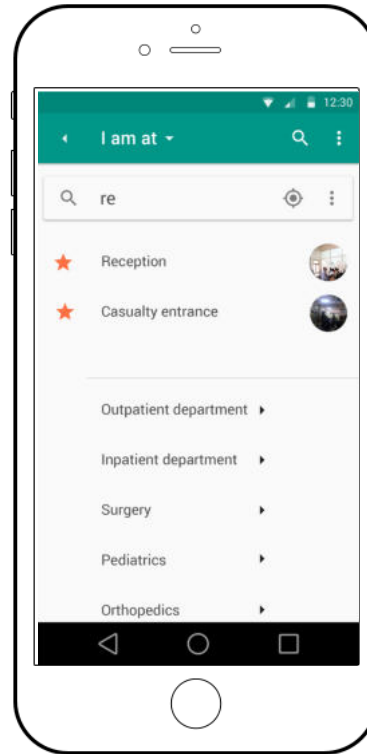 12:30
I am at
re
Reception
Casualty entrance
Outpatient department
Inpatient department
Surgery
Pediatrics
Orthopedics